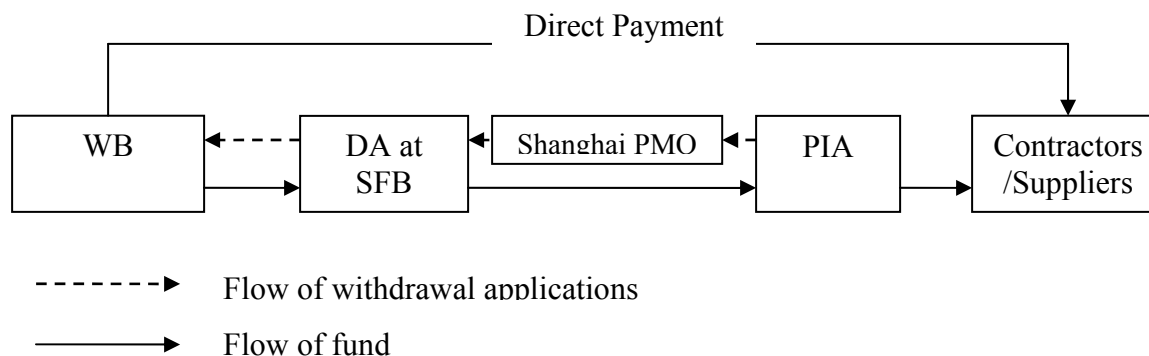 Direct Payment
WB
DA at
SFB
Shanghai PMO
PIA
Contractors
/Suppliers
Flow of withdrawal applications
Flow of fund